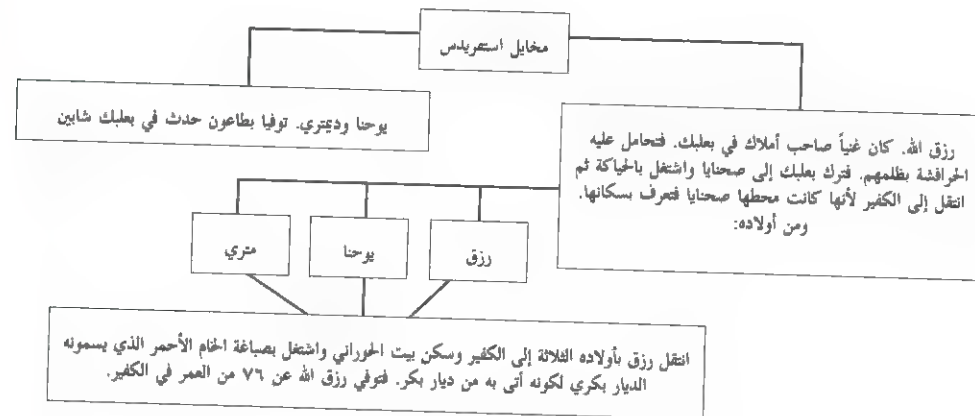 مخايل استمريدس
يوحنا وديمتري. توفيا بطاعون حدث في بعلبك شابين
رزق الله. كان غنياً صاحب أملاك في بعلبك. فتحامل عليه
الحرافشة بظلمهم. فترك بعلبك إلى صحنايا واشتغل بالحياكة ثم
انتقل إلى الكفير لأنها كانت محطها صحنايا فتعرف بسكانها.
ومن أولاده:
رزق
يوحنا
متري
انتقل رزق بأولاده الثلاثة إلى الكفير وسكن بيت الحوراني واشتغل بصباغة الخام الأحمر الذي يسمونه
الديار بكري لكونه أتى به من ديار بكر. فتوفي رزق الله عن ٧٦ من العمر في الكفير.